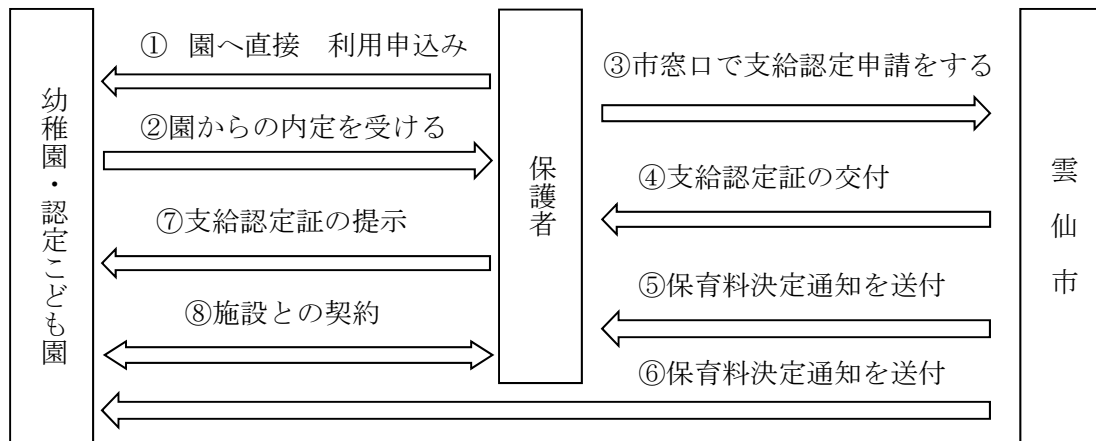 ① 園へ直接 利用申込み
③市窓口で支給認定申請をする
②園からの内定を受ける
④支給認定証の交付
⑦支給認定証の提示
⑤保育料決定通知を送付
⑧施設との契約
⑥保育料決定通知を送付
幼稚園・認定こども園
保護者
雲仙市